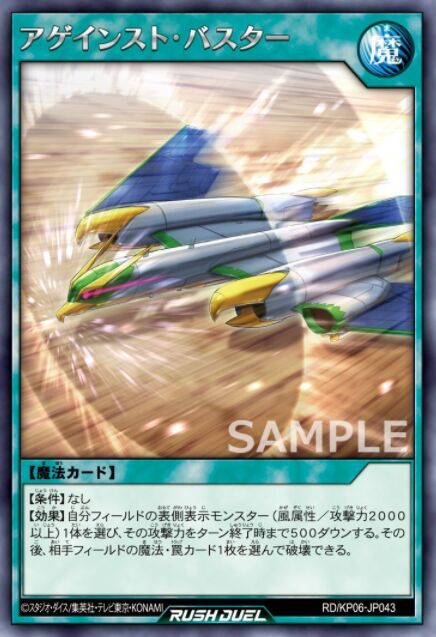 アゲインスト・バスター
魔
SAMPLE
【魔法カード】
【条件】なし
【効果】自分フィールドの表側表示モンスター(風属性/攻撃力2000
以上)1体を選び、その攻撃力をターン終了時まで500ダウンする。その
後、相手フィールドの魔法・罠カード1枚を選んで破壊できる。
©スタジオ・ダイス/集英社・テレビ東京・KONAMI
RUSH DUEL
RD/KP06-JP043